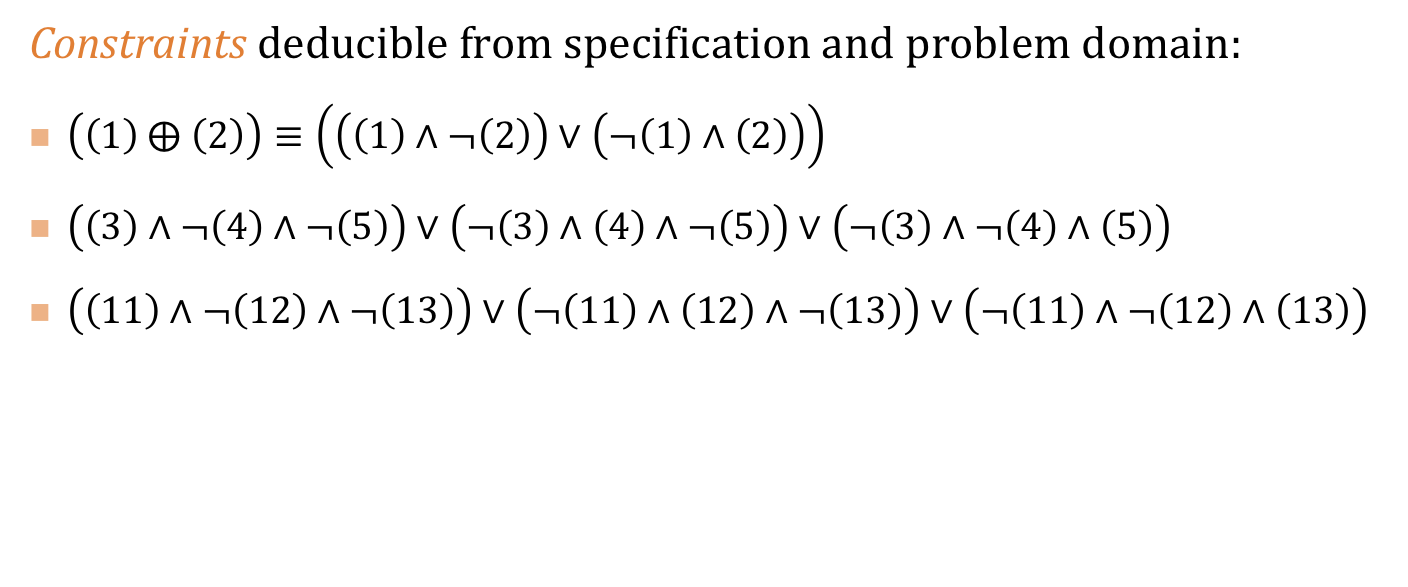 Constraints deducible from specification and problem domain:
▪ ((1) ⊕ (2)) ≡ (((1) ∧ ¬(2)) ∨ (¬(1) ∧ (2)))
▪ ((3) ∧ ¬(4) ∧ ¬(5)) ∨ (¬(3) ∧ (4) ∧ ¬(5)) ∨ (¬(3) ∧ ¬(4) ∧ (5))
▪ ((11) ∧ ¬(12) ∧ ¬(13)) ∨ (¬(11) ∧ (12) ∧ ¬(13)) ∨ (¬(11) ∧ ¬(12) ∧ (13))